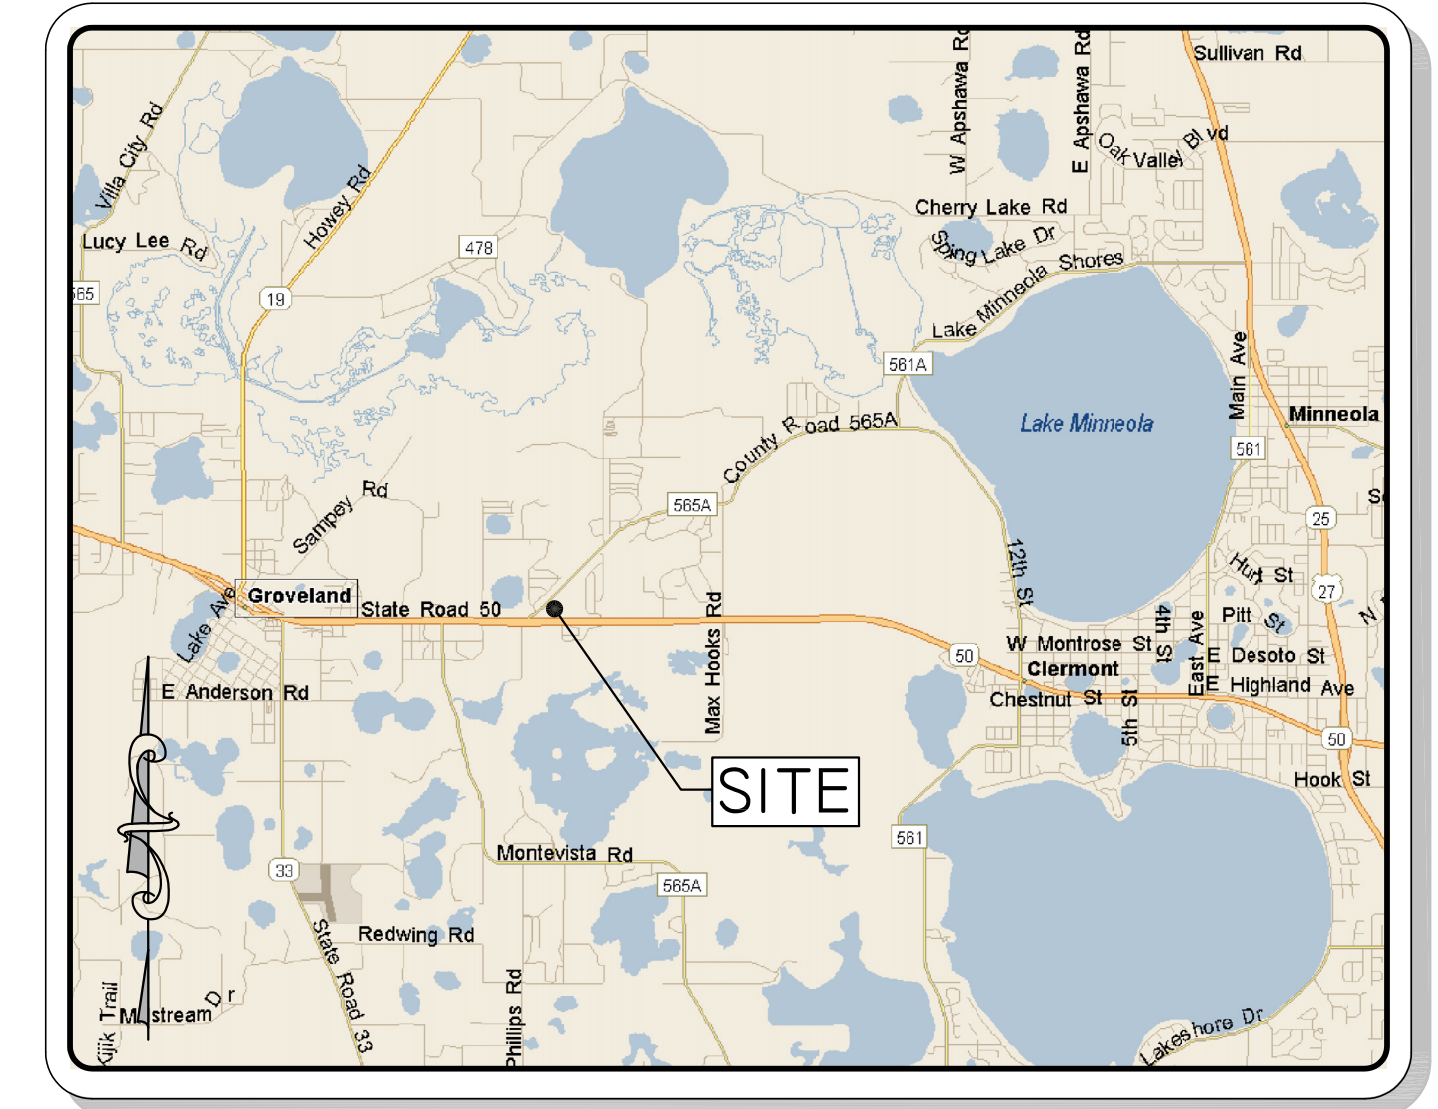 Sullivan Rd
W Apshawa Rd
E Apshawa Rd
Villa City Rd
Oak Valley Blvd
Howey Rd
Cherry Lake Rd
Lucy Lee Rd
Sping Lake Dr
478
Lake Minneola Shores
565
19
561A
Main Ave
Minneola
Lake Minneola
County Road 565A
561
Sampey Rd
565A
25
12th St
Hurt St
27
Groveland
Lake Ave
State Road 50
Max Hooks Rd
4th St
Pitt St
East Ave
W Montrose St
50
Clermont
E Desoto St
E Highland Ave
E Anderson Rd
Chestnut St
5th St
50
Hook St
SITE
561
Montevista Rd
33
565A
State Road 33
Redwing Rd
Phillips Rd
Kijik Trail
Dr
Lakeshore Dr